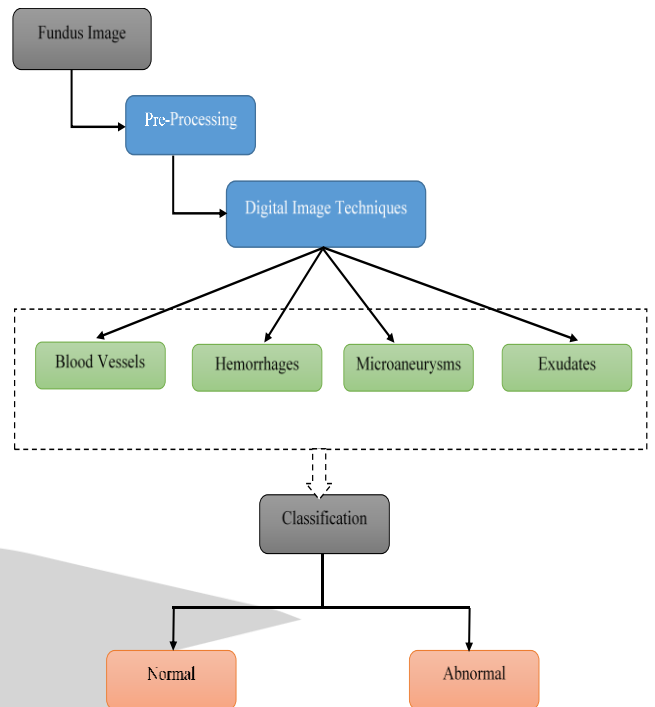 Fundus Image
Pre-Processing
Digital Image Techniques
Blood Vessels
Hemorrhages
Microaneurysms
Exudates
Classification
Normal
Abnormal